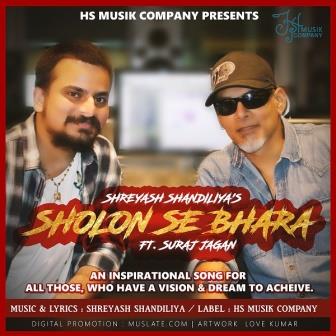 HS MUSIK COMPANY PRESENTS
HS MUSIK
COMPANY
SHREYASH SHANDILIYA'S
SHOLON SE BHARA
FT. SURAJ JAGAN
AN INSPIRATIONAL SONG FOR
ALL THOSE, WHO HAVE A VISION & DREAM TO ACHEIVE.
MUSIC & LYRICS : SHREYASH SHANDILIYA / LABEL : HS MUSIK COMPANY
DIGITAL PROMOTION : MUSLATE.COM | ARTWORK LOVE KUMAR